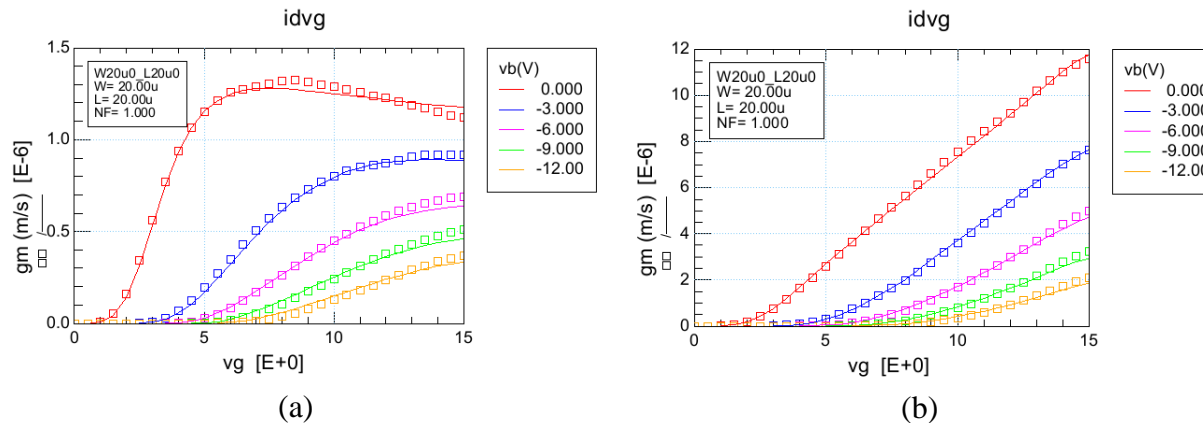 idvg
1.5
1.0
0.5
0.0
0
5
10
15
gm (m/s) [E-6]
□□ /
vg [E+0]
W20u0_L20u0
W= 20.00u
L= 20.00u
NF= 1.000
vb(V)
0.000
-3.000
-6.000
-9.000
-12.00
(a)
idvg
12
10
8
6
4
2
0
0
5
10
15
gm (m/s) [E-6]
□□ /
vg [E+0]
W20u0_L20u0
W= 20.00u
L= 20.00u
NF= 1.000
vb(V)
0.000
-3.000
-6.000
-9.000
-12.00
(b)